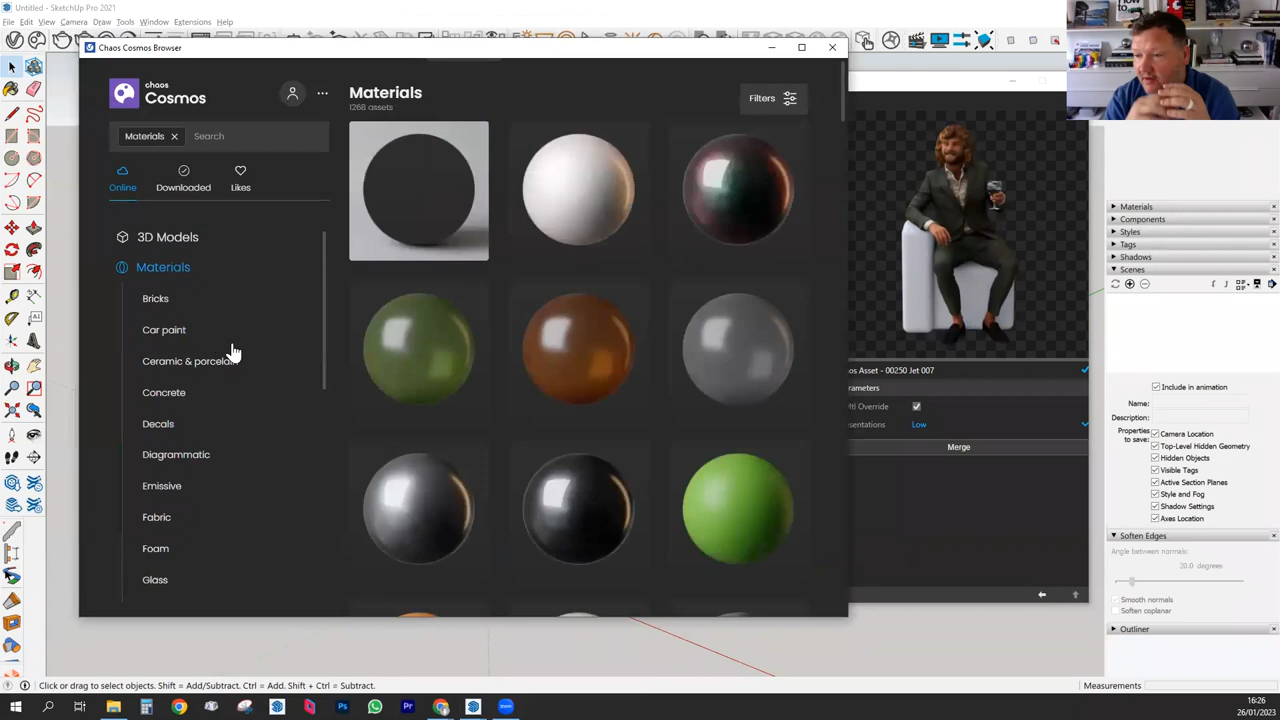 Untitled - SketchUp Pro 2021
File Edit View Camera Draw Tools Window Extensions Help
Chaos Cosmos Browser
chaos
Cosmos
Materials
Search
Online
Downloaded
Likes
3D Models
Materials
Bricks
Car paint
Ceramic & porcela
Concrete
Decals
Diagrammatic
Emissive
Fabric
Foam
Glass
Materials
1268 assets
Filters
os Asset - 00250 Jet 007
arameters
Mtl Override
esentations Low
Merge
Materials
Components
Styles
Tags
Shadows
Scenes
Include in animation
Name:
Description:
Properties
to save:
Camera Location
Top-Level Hidden Geometry
Hidden Objects
Visible Tags
Active Section Planes
Style and Fog
Shadow Settings
Axes Location
Soften Edges
Angle between normals:
20.0 degrees
Smooth normals
Soften coplanar
Outliner
Click or drag to select objects. Shift = Add/Subtract. Ctrl = Add. Shift + Ctrl = Subtract.
Measurements
16:26
26/01/2023